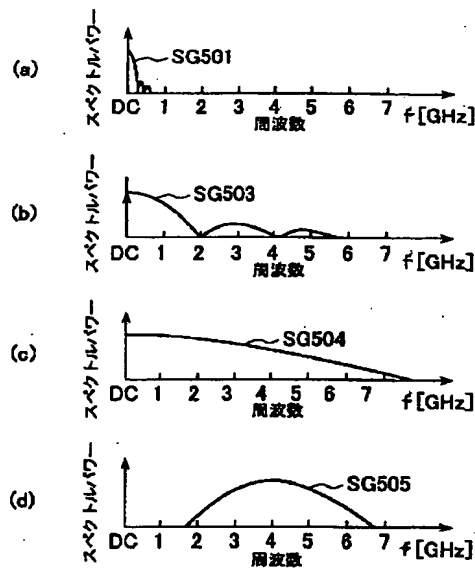 (a)
スペクトルパワー
SG501
DC 1 2 3 4 5 6 7 f[GHz]
周波数
(b)
スペクトルパワー
SG503
DC 1 2 3 4 5 6 7 f[GHz]
周波数
(c)
スペクトルパワー
SG504
DC 1 2 3 4 5 6 7 f[GHz]
周波数
(d)
スペクトルパワー
SG505
DC 1 2 3 4 5 6 7 f[GHz]
周波数